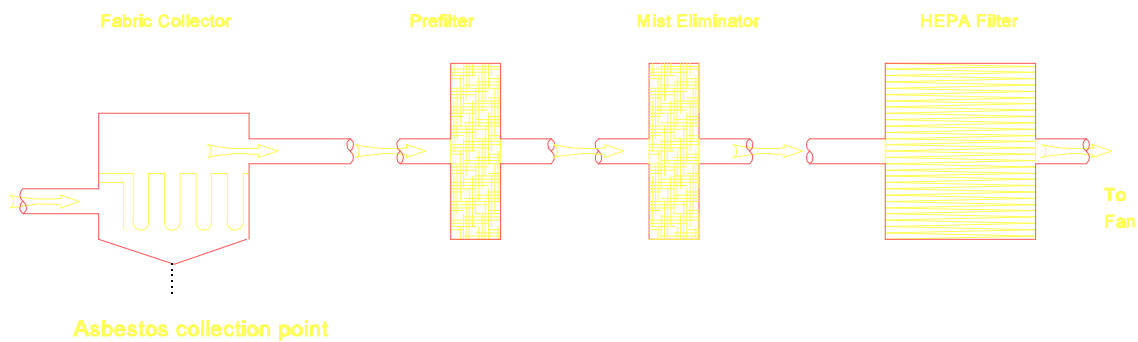 Fabric Collector
Prefilter
Mist Eliminator
HEPA Filter
To
Fan
Asbestos collection point